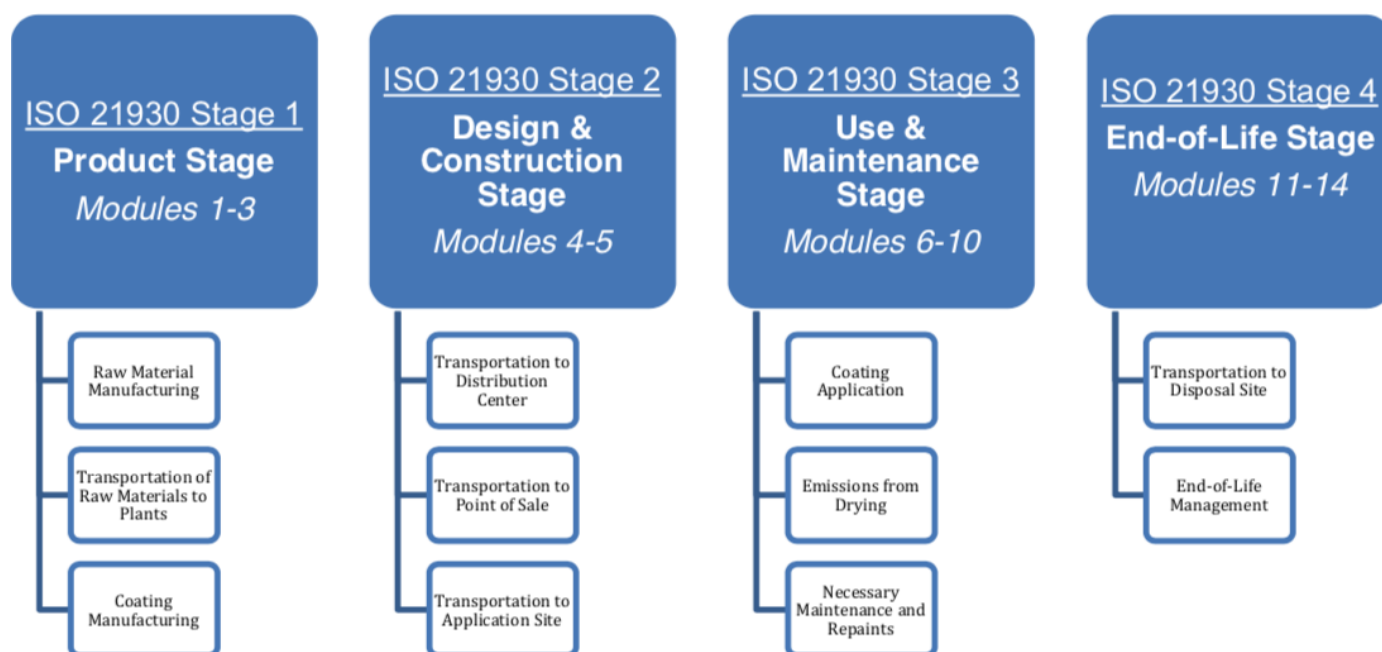 ISO 21930 Stage 1
Product Stage
Modules 1-3
Raw Material
Manufacturing
Transportation of
Raw Materials to
Plants
Coating
Manufacturing
ISO 21930 Stage 2
Design &
Construction
Stage
Modules 4-5
Transportation to
Distribution
Center
Transportation to
Point of Sale
Transportation to
Application Site
ISO 21930 Stage 3
Use &
Maintenance
Stage
Modules 6-10
Coating
Application
Emissions from
Drying
Necessary
Maintenance and
Repaints
ISO 21930 Stage 4
End-of-Life Stage
Modules 11-14
Transportation to
Disposal Site
End-of-Life
Management